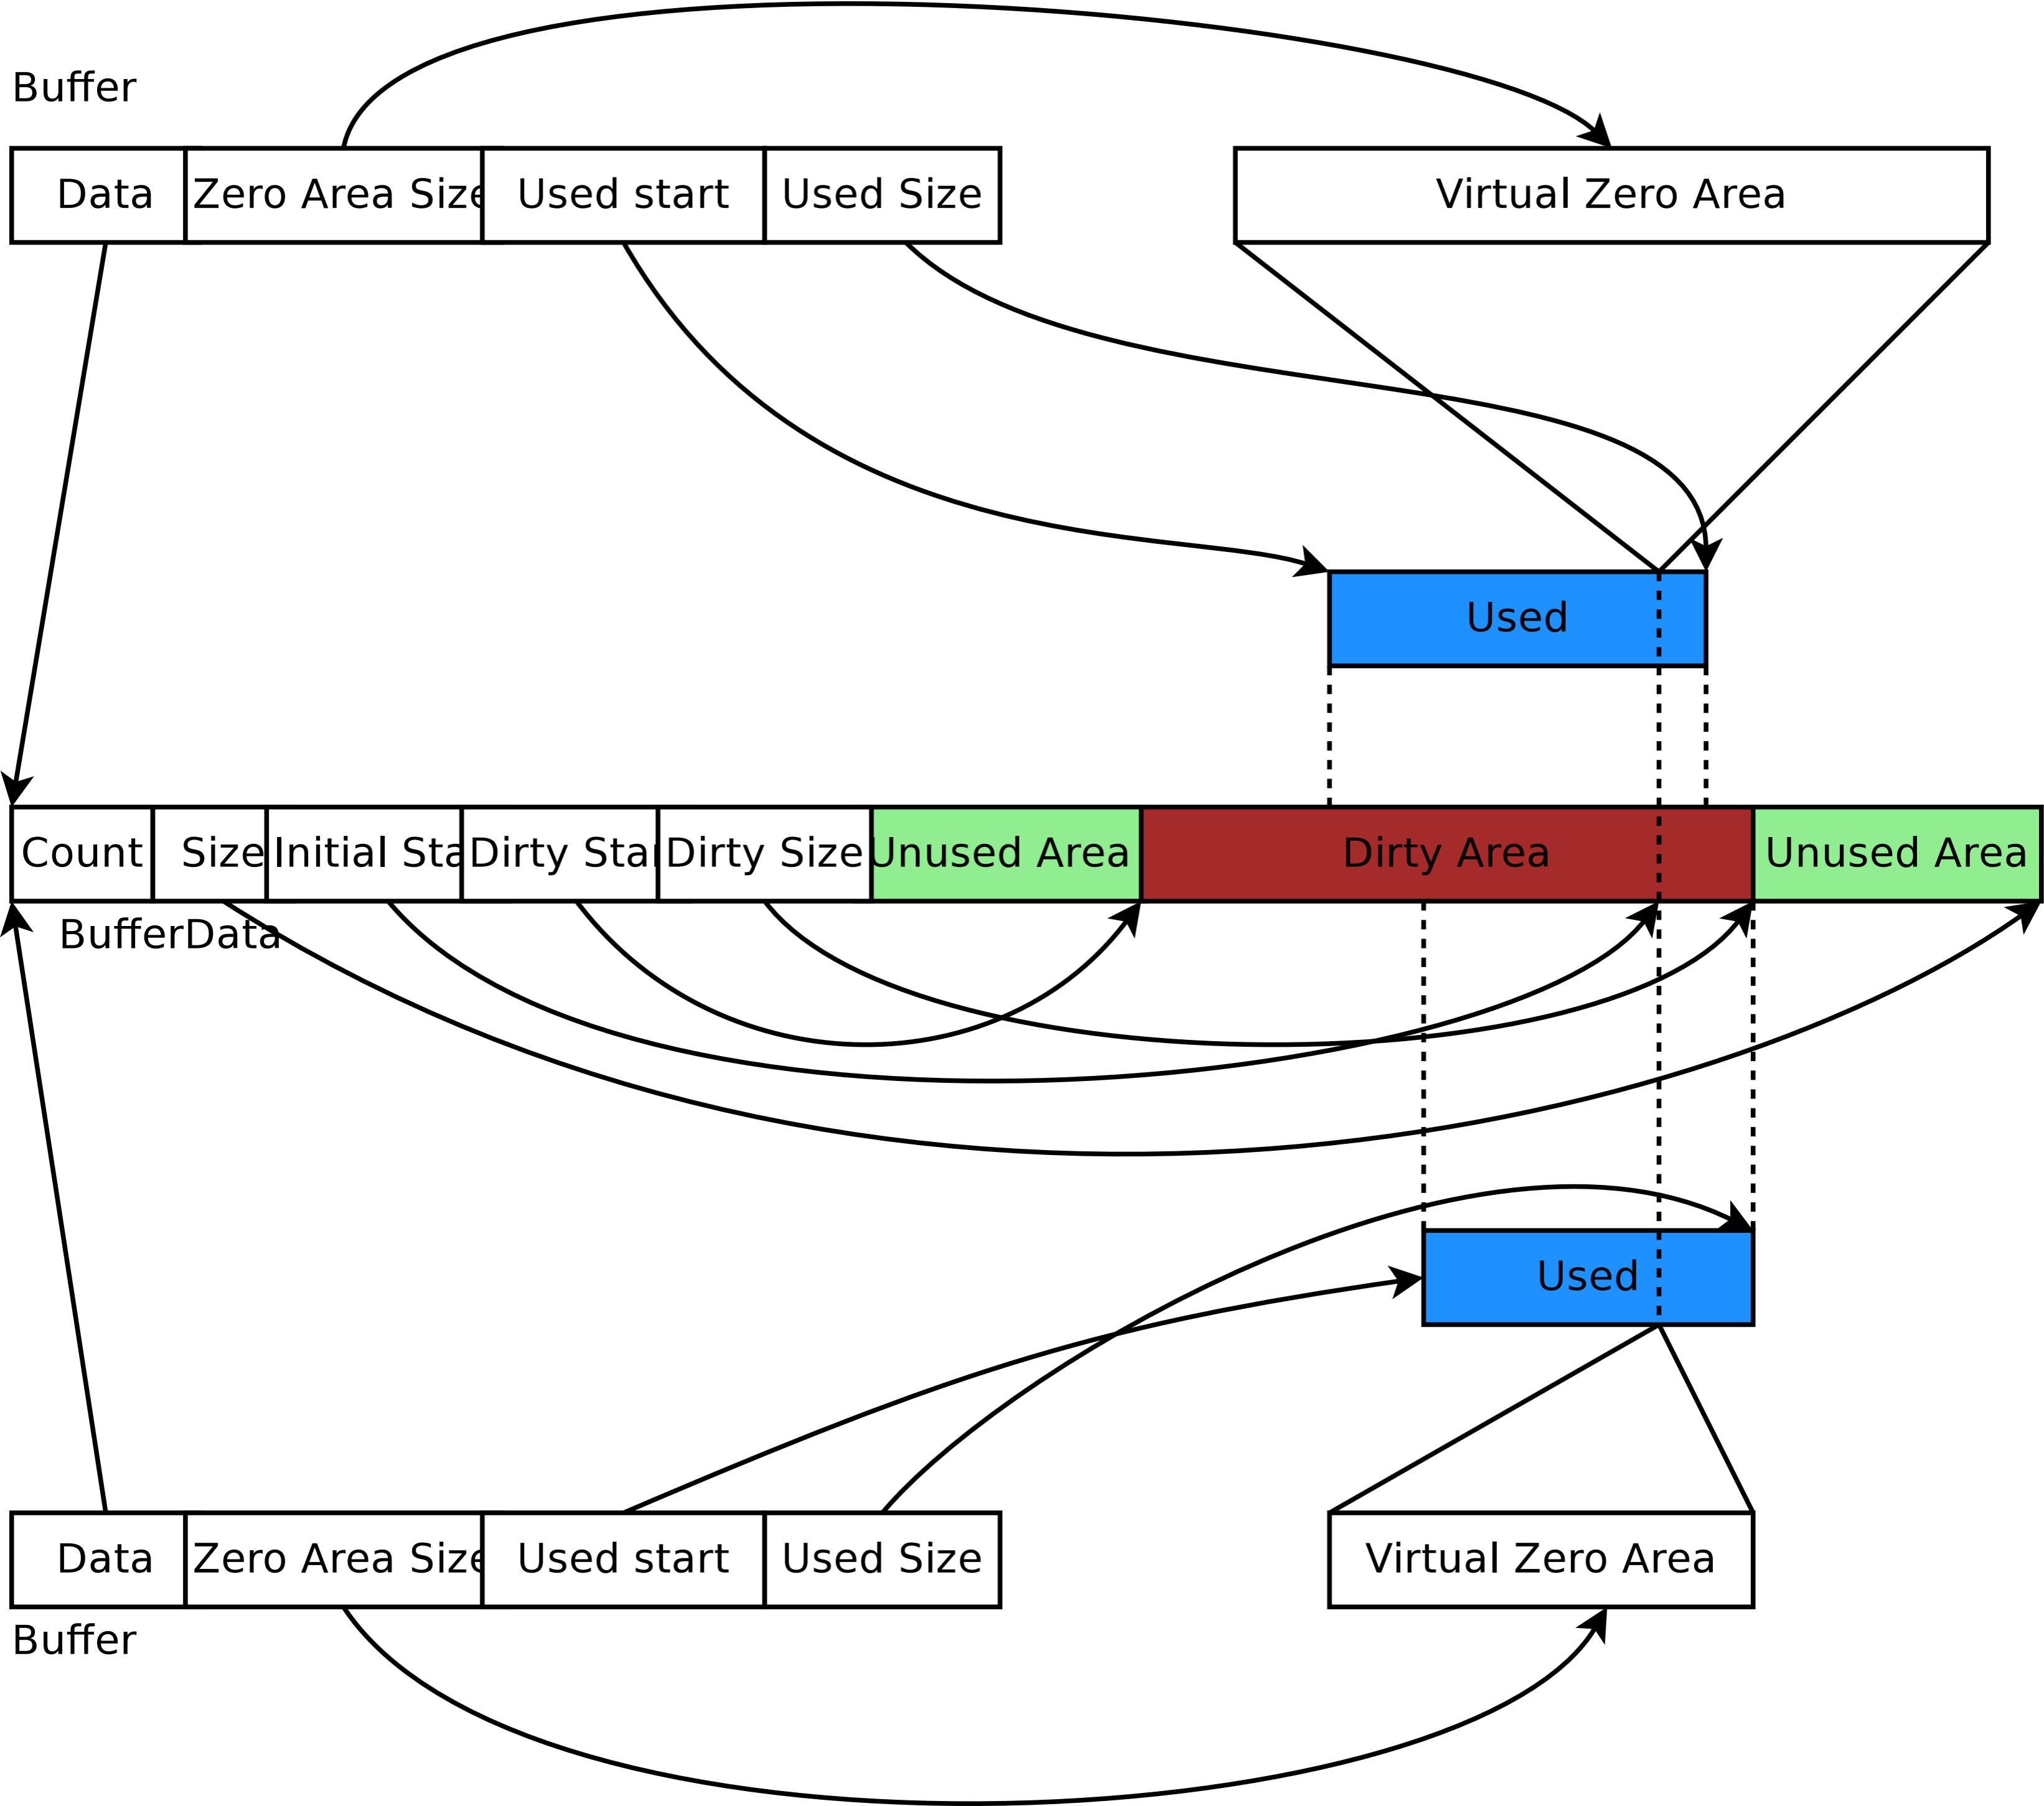 Buffer
Data Zero Area Size Used start Used Size Virtual Zero Area
Used
Count Size Initial Sta Dirty Star Dirty Size Unused Area Dirty Area Unused Area
BufferData
Used
Data Zero Area Size Used start Used Size Virtual Zero Area
Buffer